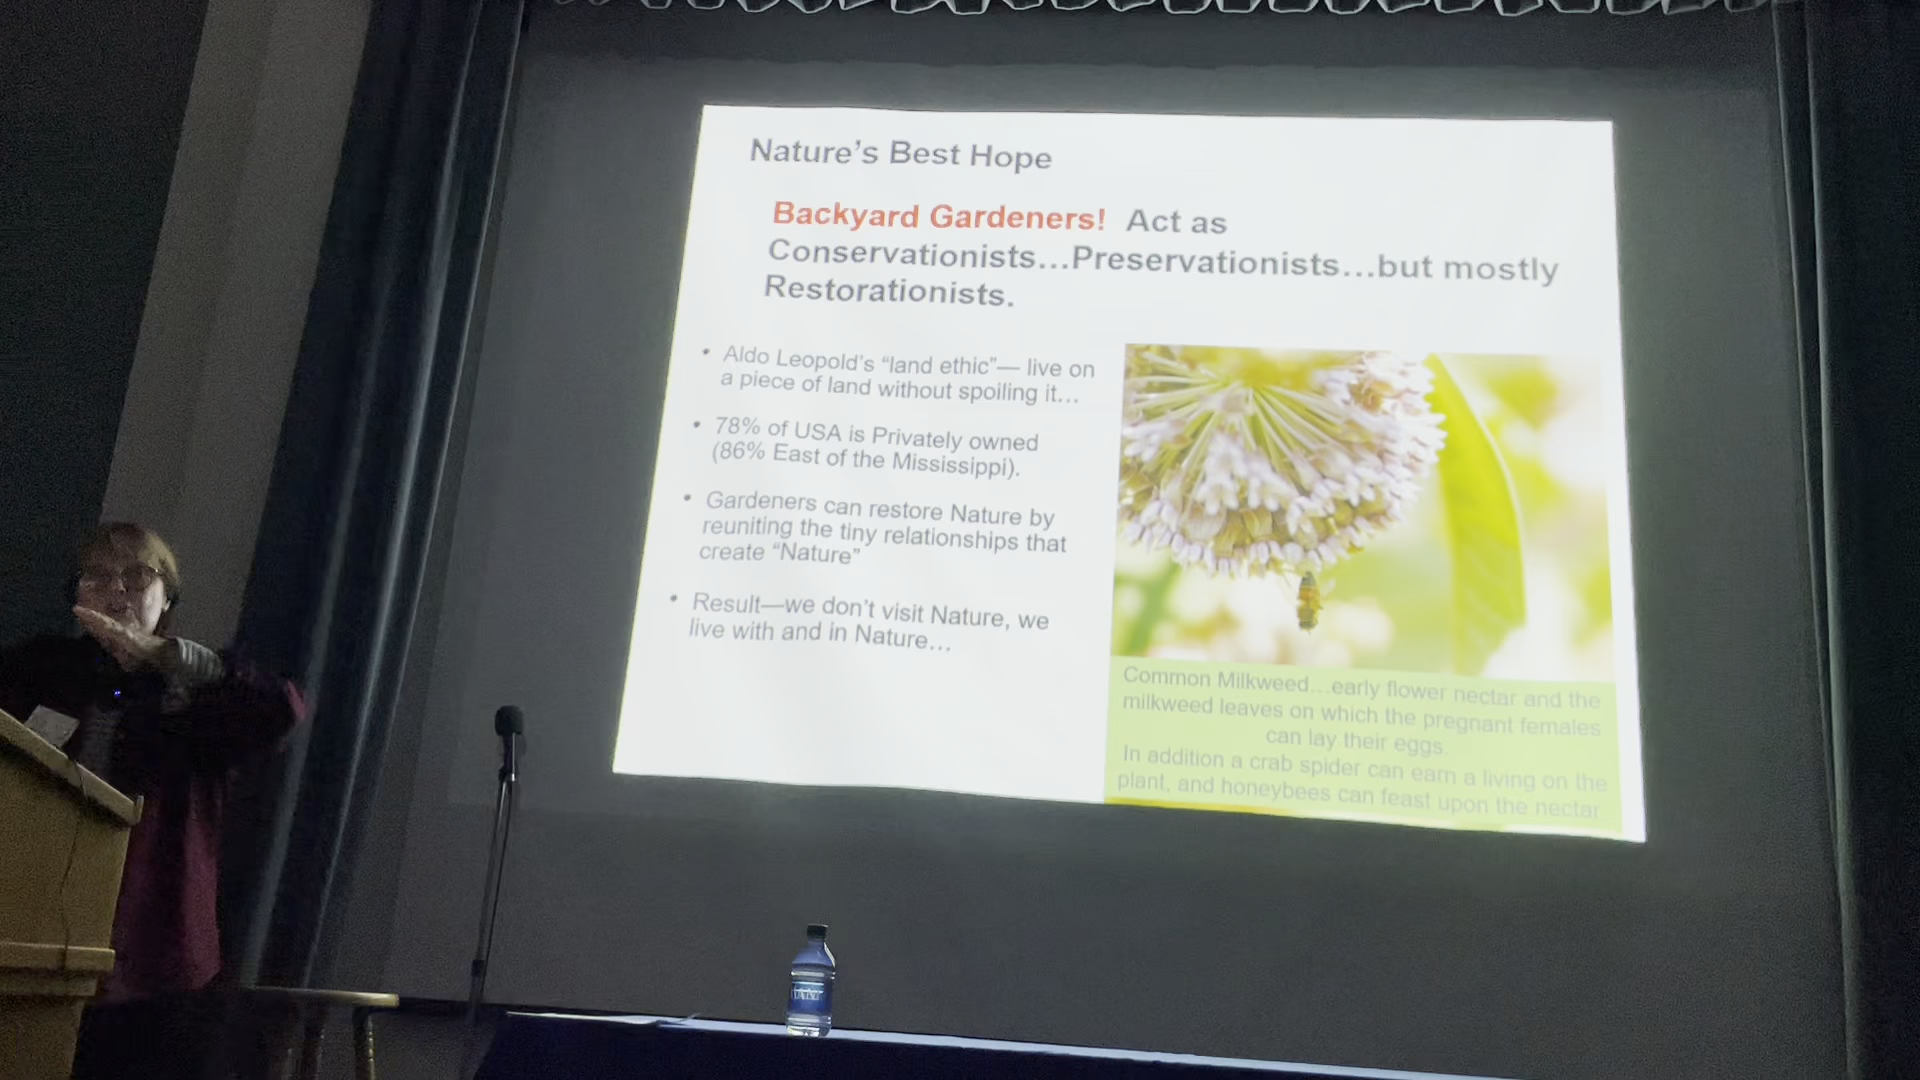 Nature's Best Hope
Backyard Gardeners! Act as
Conservationists...Preservationists...but mostly
Restorationists.
• Aldo Leopold's “land ethic”— live on
a piece of land without spoiling it...
• 78% of USA is Privately owned
(86% East of the Mississippi).
• Gardeners can restore Nature by
reuniting the tiny relationships that
create “Nature”
• Result—we don't visit Nature, we
live with and in Nature...
Common Milkweed...early flower nectar and the
milkweed leaves on which the pregnant females
can lay their eggs.
In addition a crab spider can earn a living on the
plant, and honeybees can feast upon the nectar